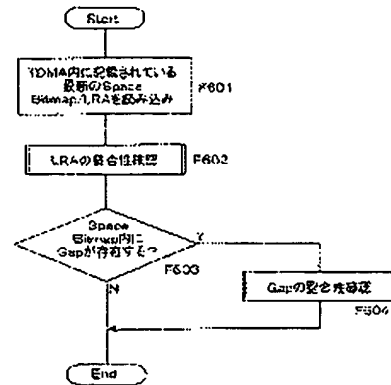 Start
TDMA内に記載されている
最新のSpace
Bitmap/LRAを読み込み
F601
LRAの整合性確認
F602
Space
Bitmap内に
Gapが存在する?
Y
F603
N
Gapの整合性確認
F604
End